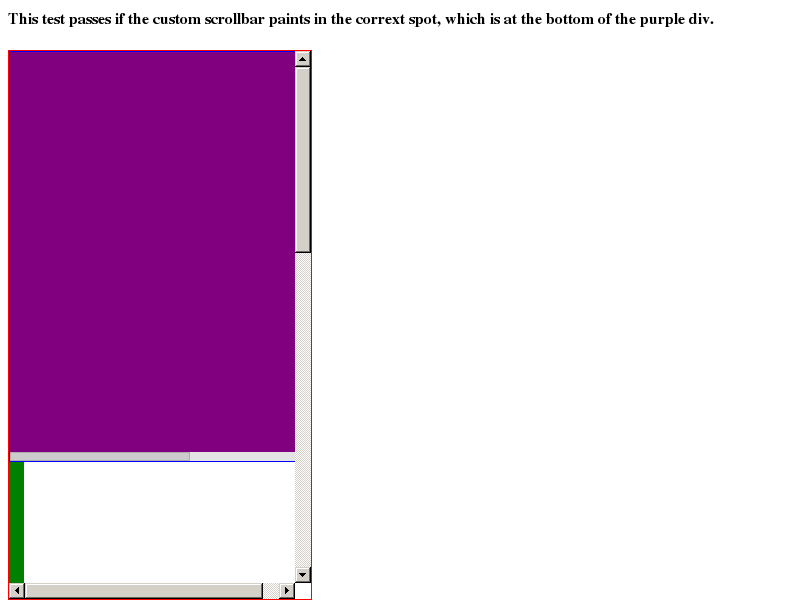 This test passes if the custom scrollbar paints in the corrext spot, which is at the bottom of the purple div.